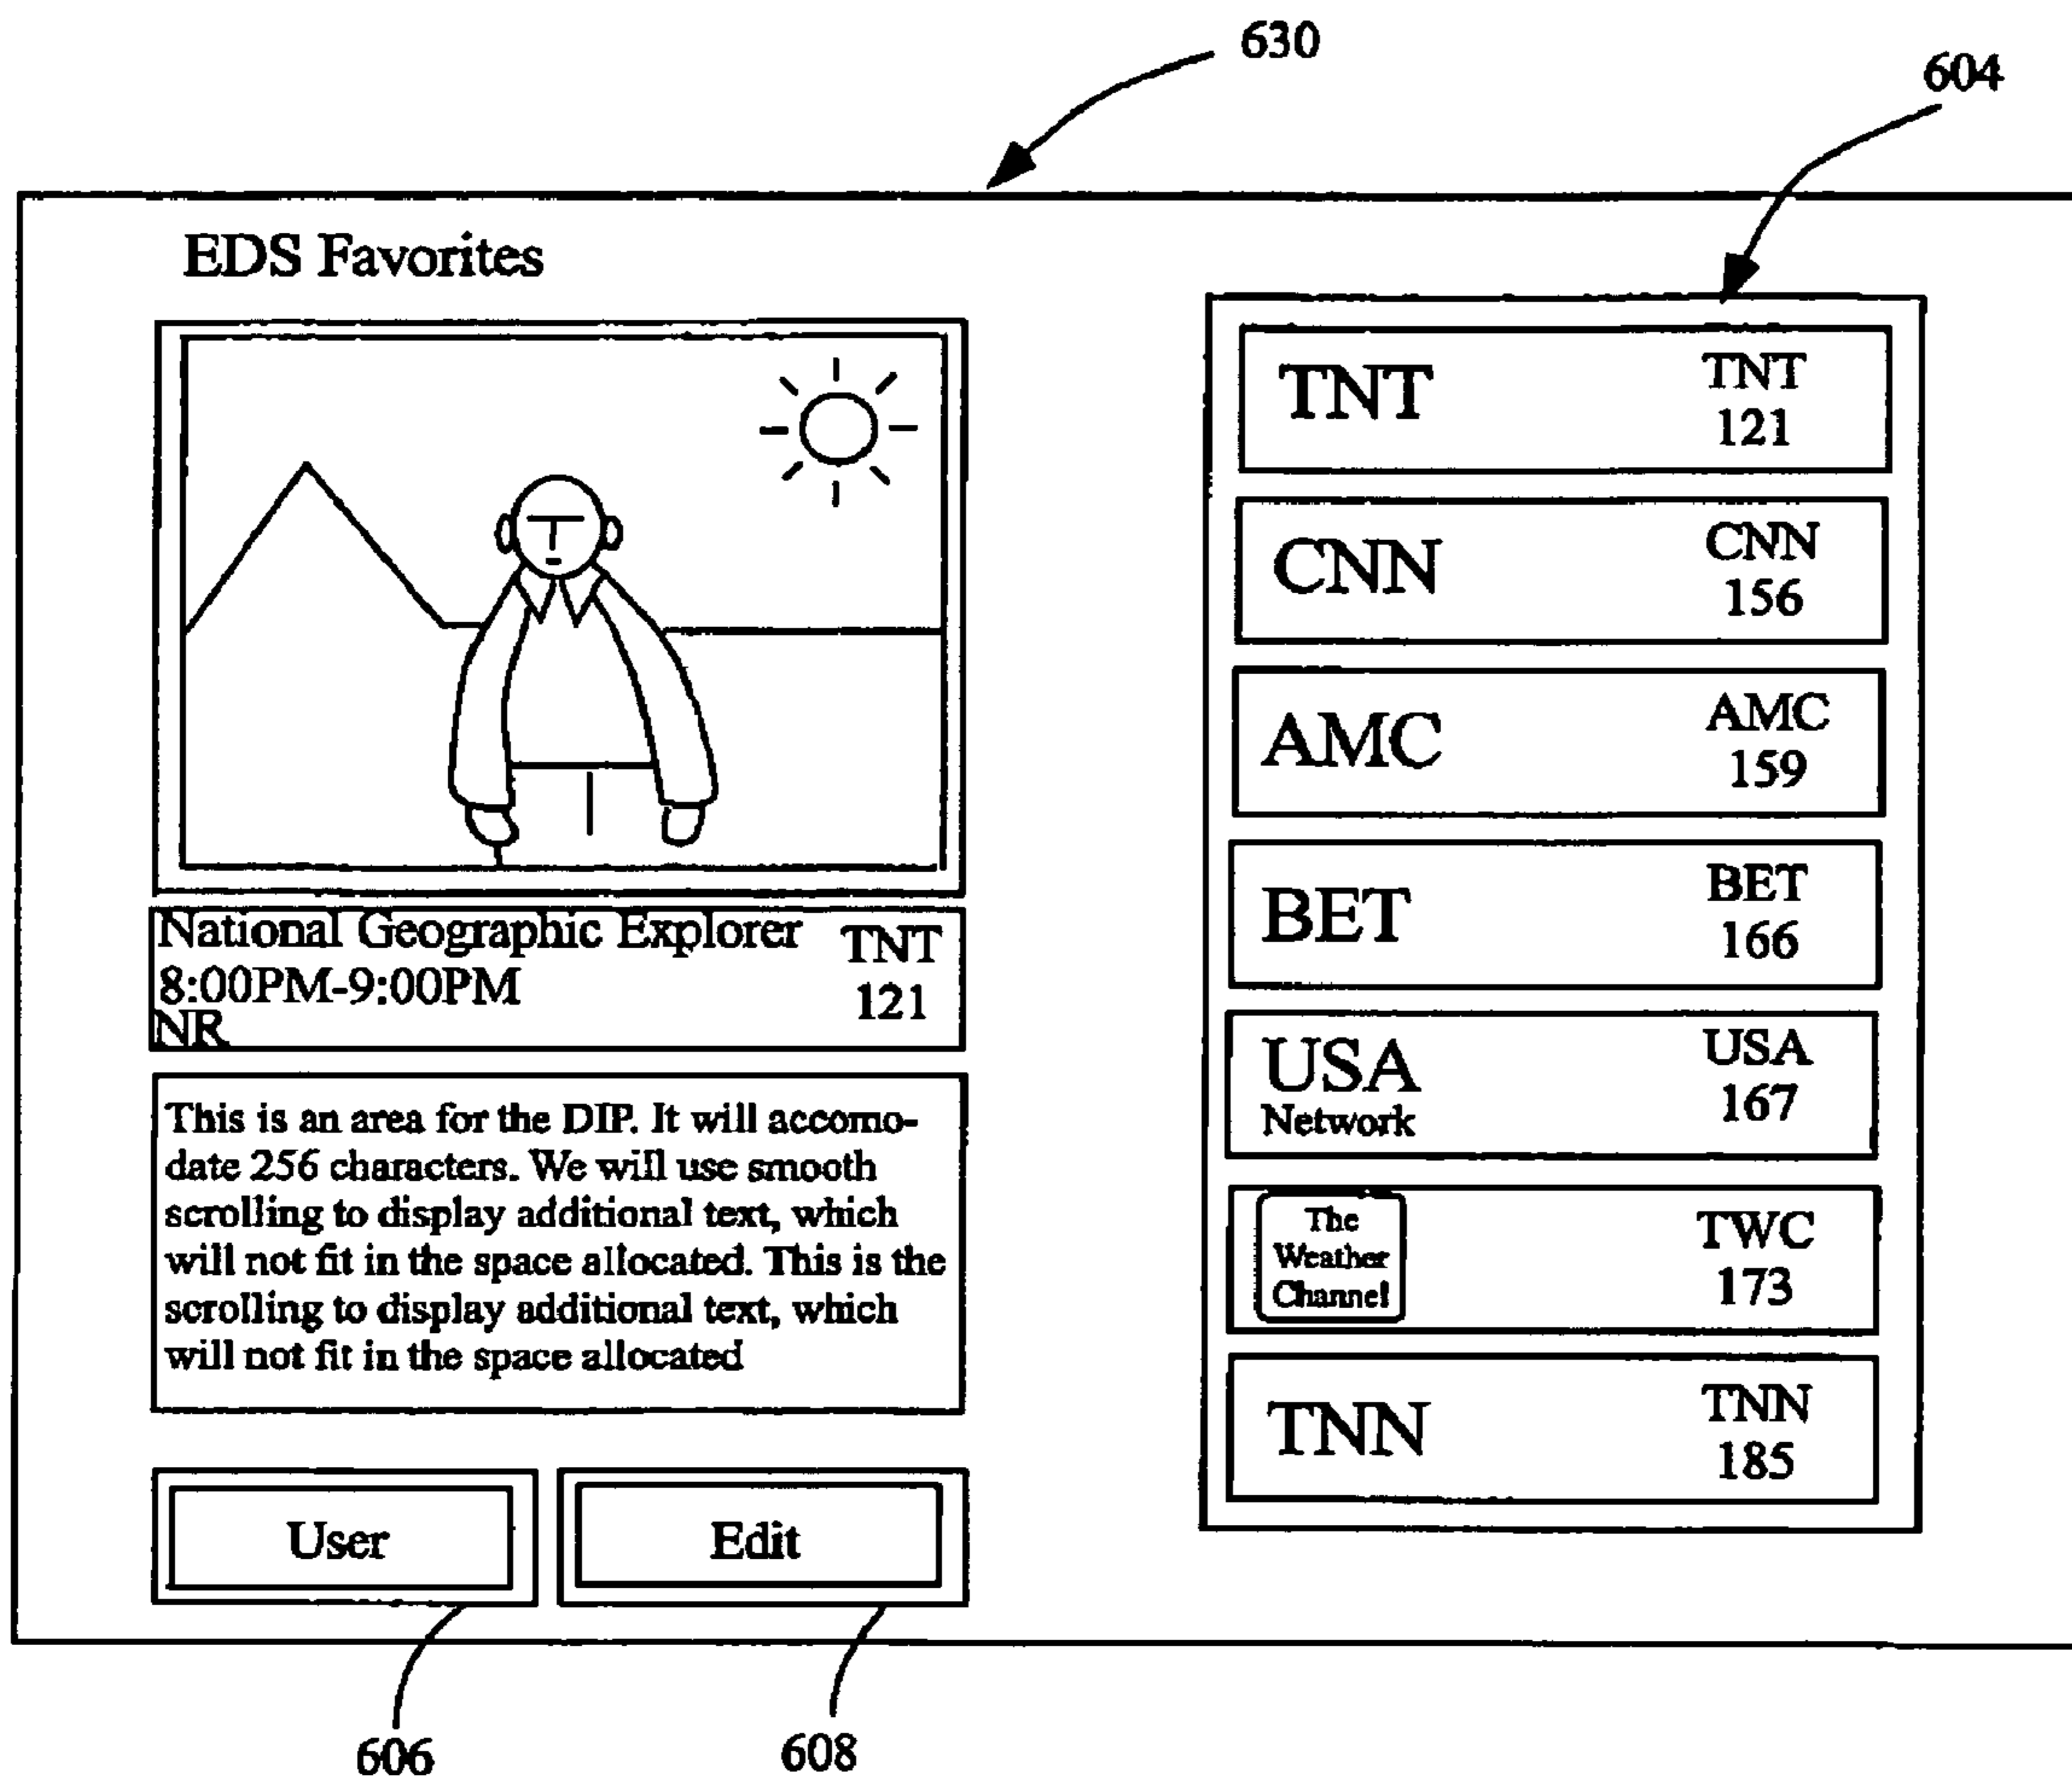 630
604
EDS Favorites
National Geographic Explorer
8:00PM-9:00PM
NR
TNT
121
This is an area for the DIP. It will accomo-
date 256 characters. We will use smooth
scrolling to display additional text, which
will not fit in the space allocated. This is the
scrolling to display additional text, which
will not fit in the space allocated
User
Edit
606
608
TNT
TNT
121
CNN
CNN
156
AMC
AMC
159
BET
BET
166
USA
Network
USA
167
The
Weather
Channel
TWC
173
TNN
TNN
185